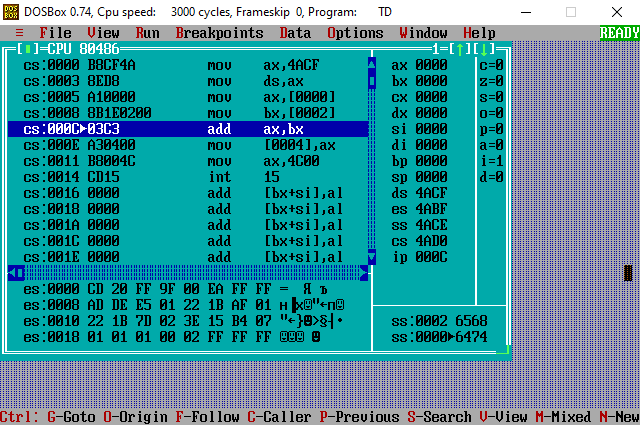 DOSBox 0.74, Cpu speed: 3000 cycles, Frameskip 0, Program: TD
≡ File View Run Breakpoints Data Options Window Help READY
[■]=CPU 80486 1=[↑][↓]
cs:0000 B8CF4A mov ax,4ACF ax 0000 c=0
cs:0003 8ED8 mov ds,ax bx 0000 z=0
cs:0005 A10000 mov ax,[0000] cx 0000 s=0
cs:0008 8B1E0200 mov bx,[0002] dx 0000 o=0
cs:000C►03C3 add ax,bx si 0000 p=0
cs:000E A30400 mov [0004],ax di 0000 a=0
cs:0011 B8004C mov ax,4C00 bp 0000 i=1
cs:0014 CD15 int 15 sp 0000 d=0
cs:0016 0000 add [bx+si],al ds 4ACF
cs:0018 0000 add [bx+si],al es 4ABF
cs:001A 0000 add [bx+si],al ss 4ACE
cs:001C 0000 add [bx+si],al cs 4AD0
cs:001E 0000 add [bx+si],al ip 000C
es:0000 CD 20 FF 9F 00 EA FF FF = Я ъ
es:0008 AD DE E5 01 22 1B AF 01 н▐х☺"←п☺
es:0010 22 1B 7D 02 3E 15 B4 07 "←}☻>§┤• ss:0002 6568
es:0018 01 01 01 00 02 FF FF FF ☺☺☺ ☻ ss:0000►6474
Ctrl: G-Goto O-Origin F-Follow C-Caller P-Previous S-Search V-View M-Mixed N-New